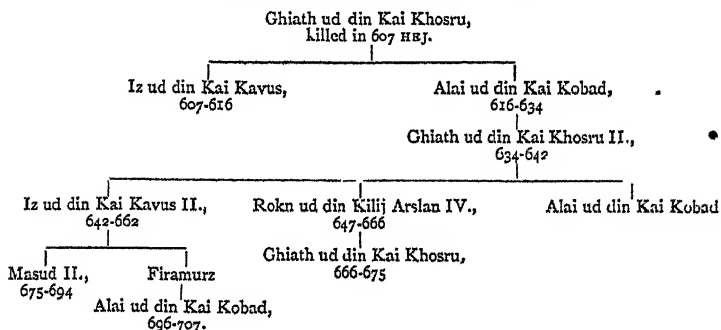 Ghiath ud din Kai Khosru,
killed in 607 HEJ.
Iz ud din Kai Kavus,
607-616
Alai ud din Kai Kobad,
616-634
Ghiath ud din Kai Khosru II.,
634-642
Iz ud din Kai Kavus II.,
642-662
Rokn ud din Kilij Arslan IV.,
647-666
Alai ud din Kai Kobad
Ghiath ud din Kai Khosru,
666-675
Masud II.,
675-694
Firamurz
Alai ud din Kai Kobad,
696-707.